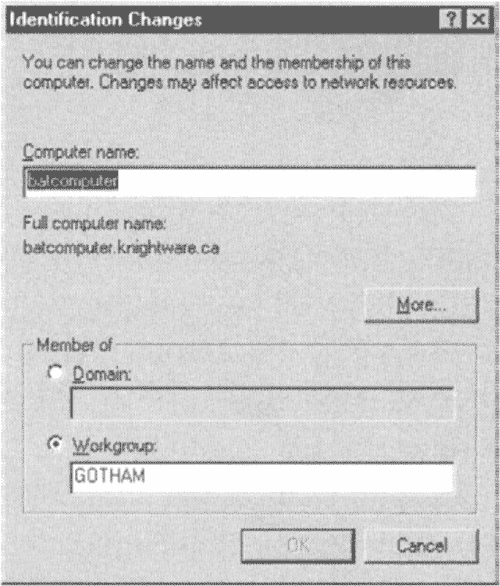 Identification Changes
You can change the name and the membership of this
computer. Changes may affect access to network resources.
Computer name:
batcomputer
Full computer name:
batcomputer.knightware.ca
More...
Member of
Domain:
Workgroup:
GOTHAM
OK
Cancel